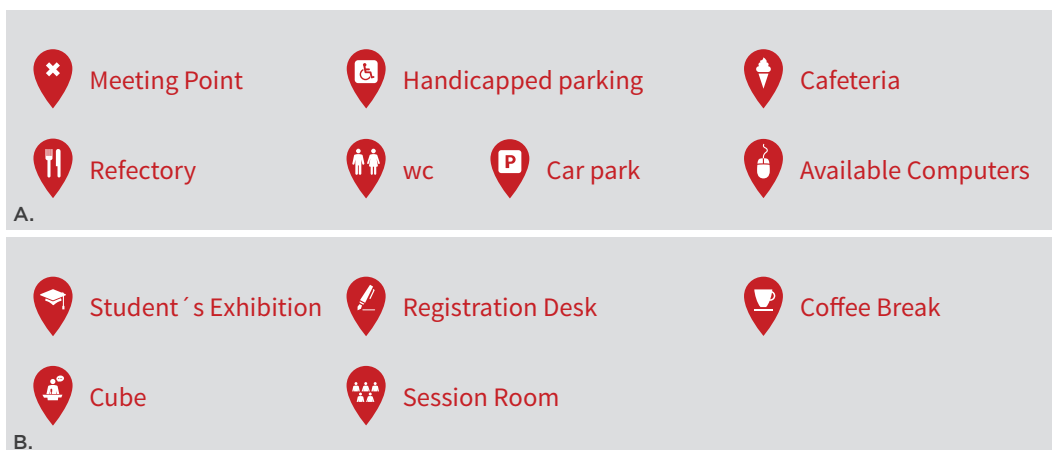 Meeting Point
Handicapped parking
Cafeteria
Refectory
wc
P
Car park
Available Computers
A.
Student´s Exhibition
Registration Desk
Coffee Break
Cube
Session Room
B.